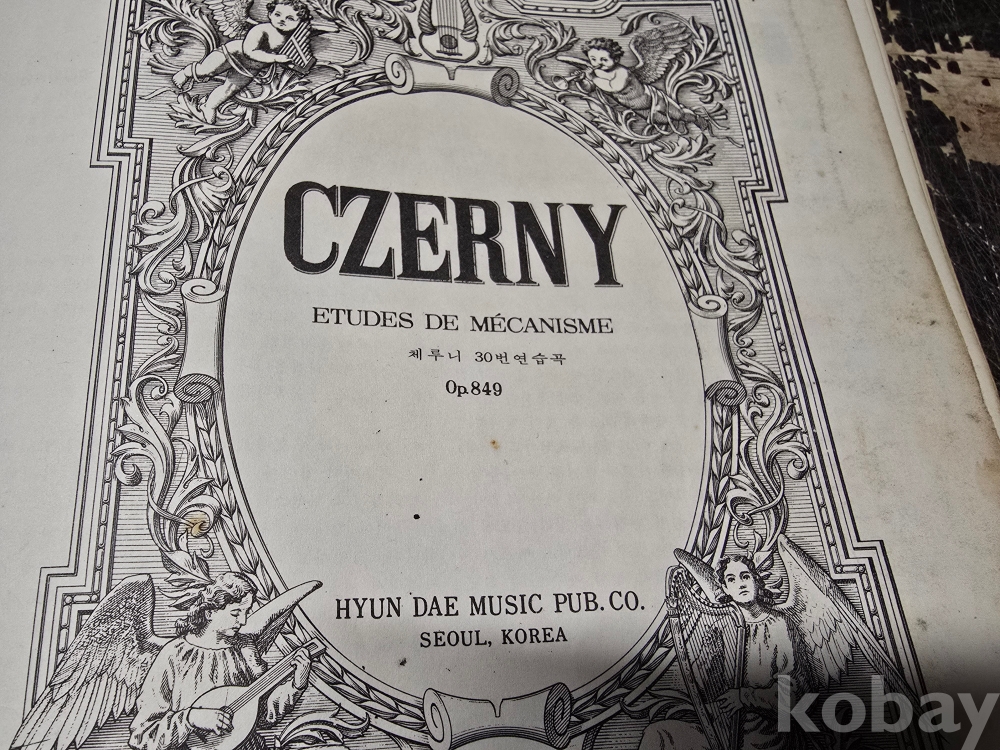 CZERNY
ETUDES DE MÉCANISME
체루니 30번연습곡
Op.849
HYUN DAE MUSIC PUB. CO.
SEOUL, KOREA
kobay